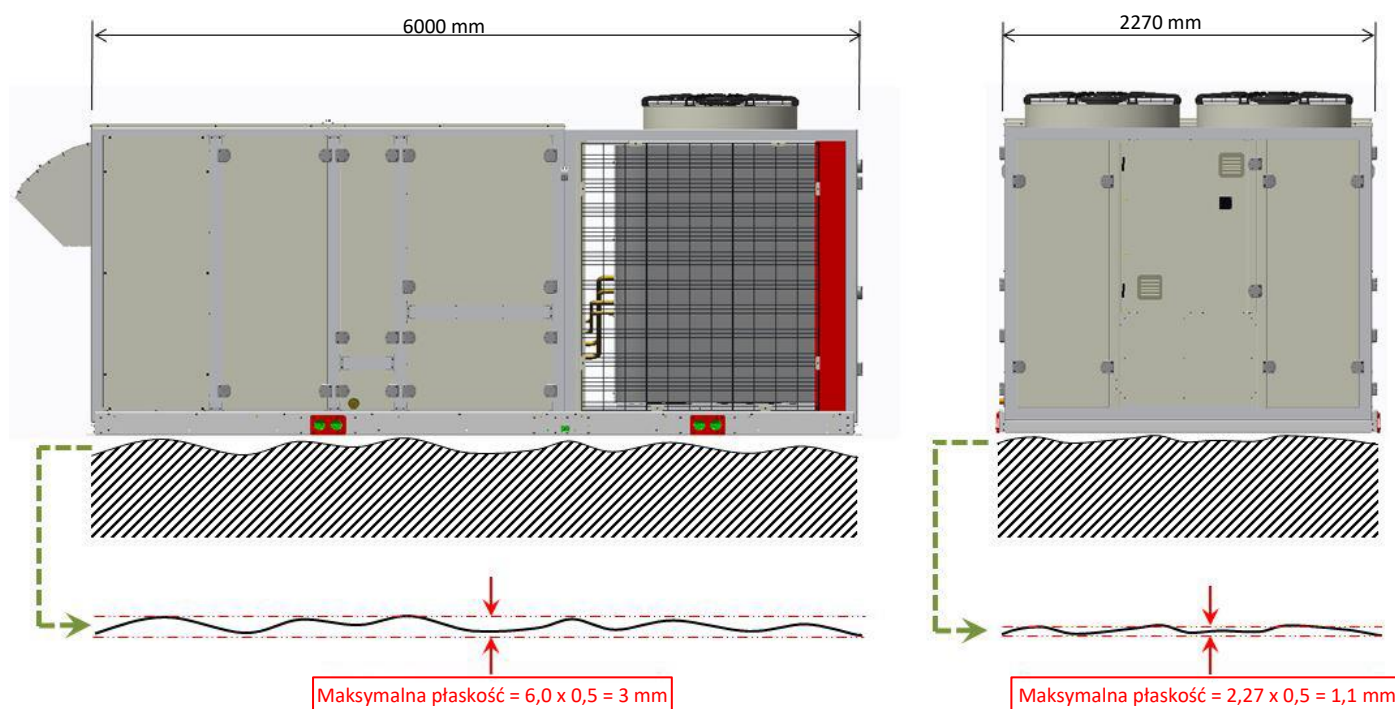 6000 mm
2270 mm
Maksymalna płaskość = 6,0 x 0,5 = 3 mm
Maksymalna płaskość = 2,27 x 0,5 = 1,1 mm